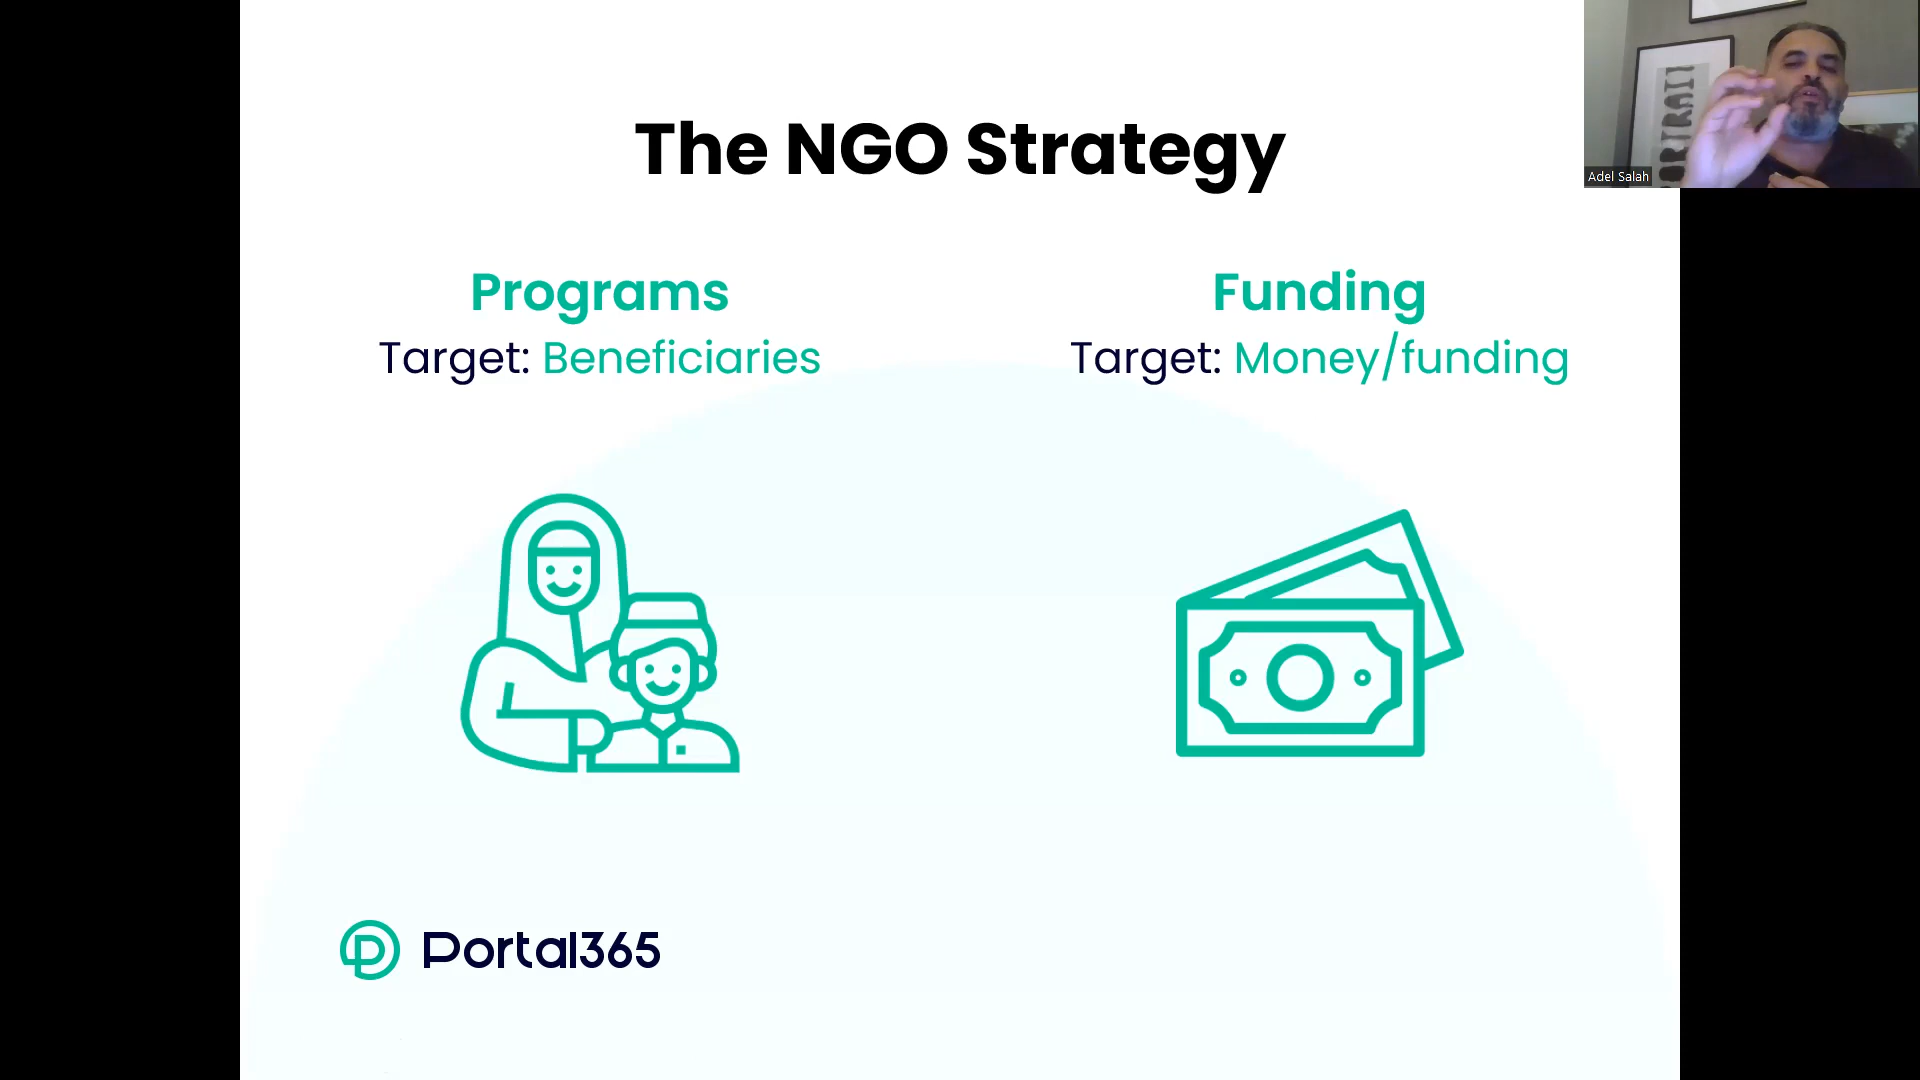 The NGO Strategy
Programs
Target: Beneficiaries
Funding
Target: Money/funding
Portal365
Adel Salah